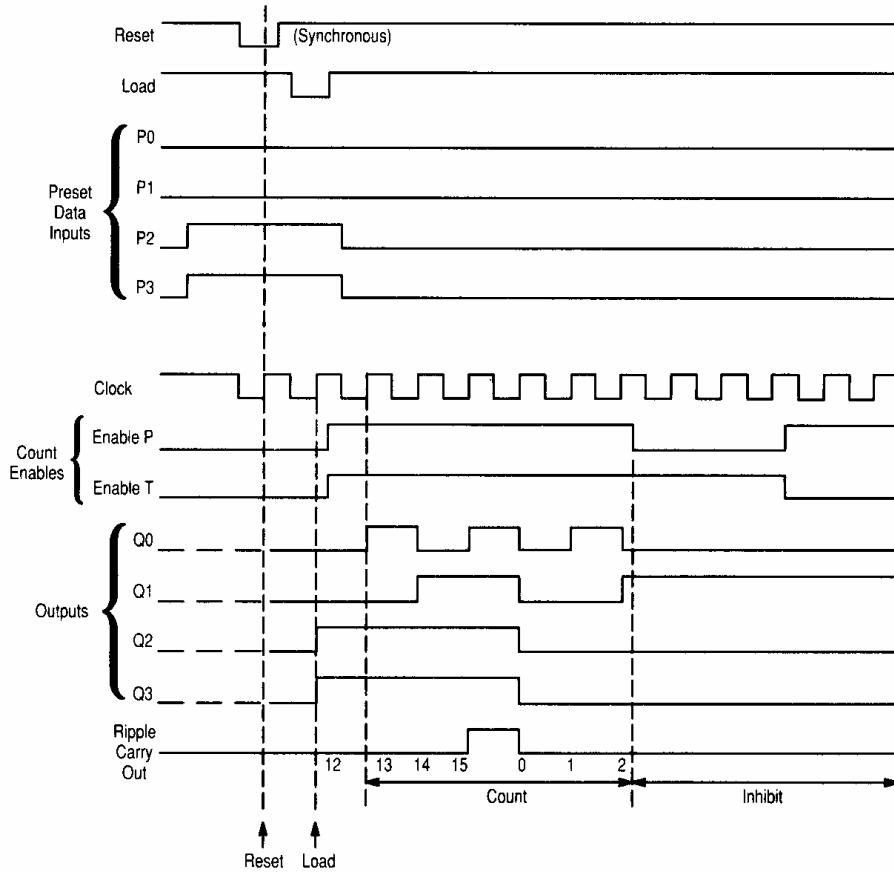 Reset
(Synchronous)
Load
P0
P1
Preset
Data
Inputs
P2
P3
Clock
Enable P
Count
Enables
Enable T
Q0
Q1
Outputs
Q2
Q3
Ripple
Carry
Out
12 13 14 15 0 1 2
Count
Inhibit
Reset Load